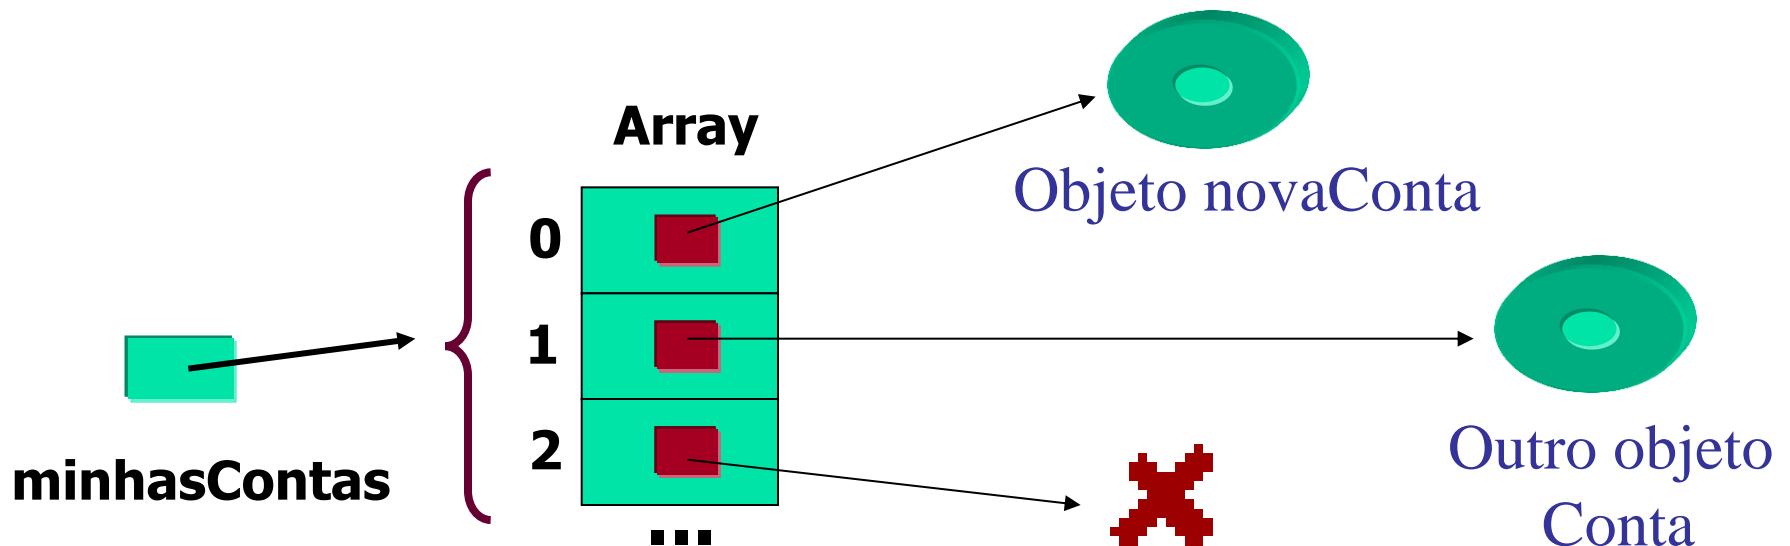 Array
Objeto novaConta
0
1
2
minhasContas
Outro objeto
Conta
...